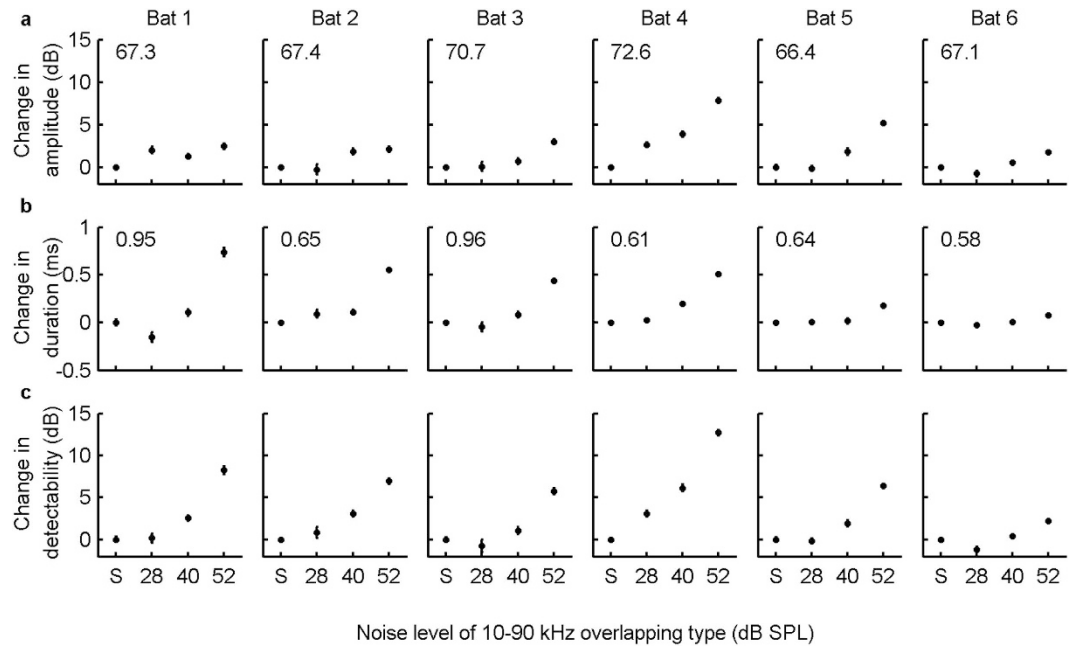 a Bat 1 Bat 2 Bat 3 Bat 4 Bat 5 Bat 6
Change in
amplitude (dB)
15
10
5
0
67.3 67.4 70.7 72.6 66.4 67.1
b
Change in
duration (ms)
1
0.5
0
-0.5
0.95 0.65 0.96 0.61 0.64 0.58
c
Change in
detectability (dB)
15
10
5
0
S 28 40 52 S 28 40 52 S 28 40 52 S 28 40 52 S 28 40 52 S 28 40 52
Noise level of 10-90 kHz overlapping type (dB SPL)